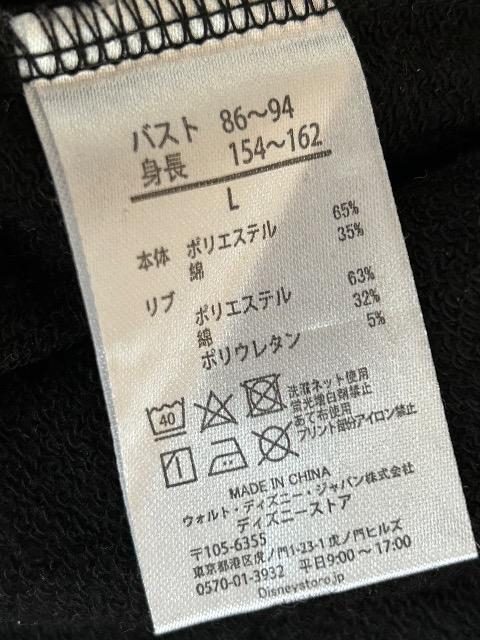 バスト 86～94
身長 154～162
L
本体 ポリエステル 65%
綿 35%
リブ ポリエステル 63%
綿 32%
ポリウレタン 5%
40
洗濯ネット使用
蛍光増白剤禁止
あて布使用
プリント部分アイロン禁止
MADE IN CHINA
ウォルト・ディズニー・ジャパン株式会社
ディズニーストア
〒105-6355
東京都港区虎ノ門1-23-1 虎ノ門ヒルズ
0570-01-3932 平日9:00～17:00
Disneystore.jp